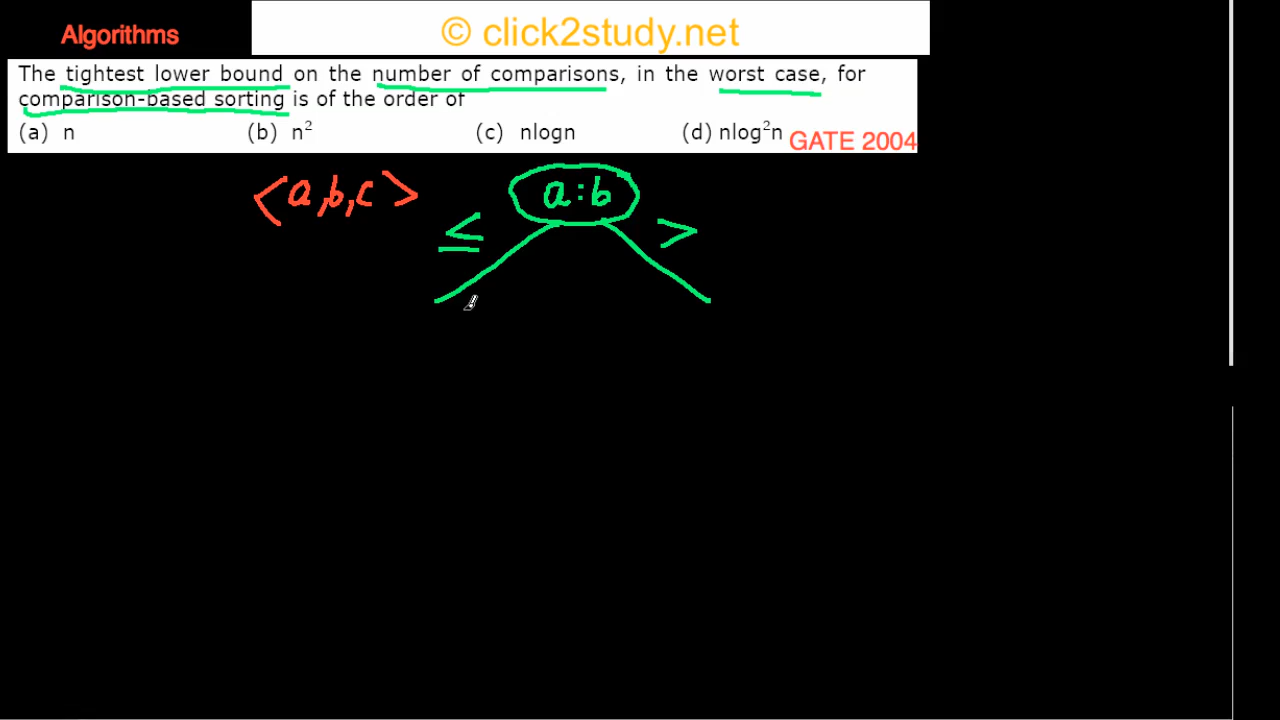 Algorithms
© click2study.net
The tightest lower bound on the number of comparisons, in the worst case, for
comparison-based sorting is of the order of
(a) n (b) n² (c) nlogn (d) nlog²n GATE 2004
<a,b,c> a:b
≤ >